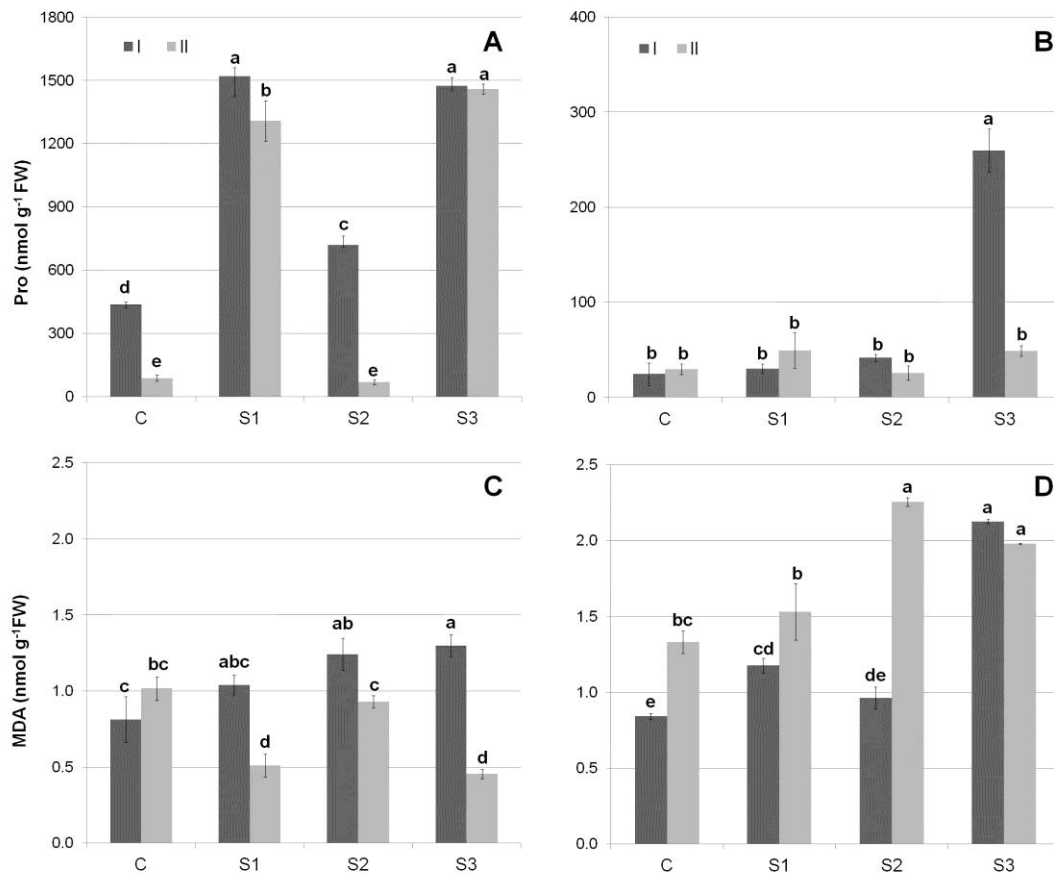 1800
1500
1200
900
600
300
0
Pro (nmol g⁻¹ FW)
I II
A
d e a b c e a a
C S1 S2 S3
400
300
200
100
0
I II
B
b b b b b b a b
C S1 S2 S3
2.5
2.0
1.5
1.0
0.5
0.0
MDA (nmol g⁻¹FW)
C
c bc abc d ab c a d
C S1 S2 S3
2.5
2.0
1.5
1.0
0.5
0.0
D
e bc cd b de a a a
C S1 S2 S3